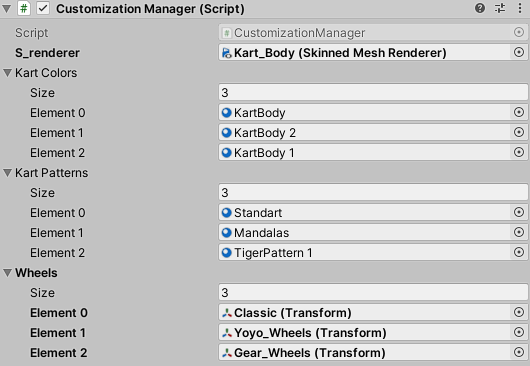 Customization Manager (Script)
Script CustomizationManager
S_renderer Kart_Body (Skinned Mesh Renderer)
Kart Colors
Size 3
Element 0 KartBody
Element 1 KartBody 2
Element 2 KartBody 1
Kart Patterns
Size 3
Element 0 Standart
Element 1 Mandalas
Element 2 TigerPattern 1
Wheels
Size 3
Element 0 Classic (Transform)
Element 1 Yoyo_Wheels (Transform)
Element 2 Gear_Wheels (Transform)